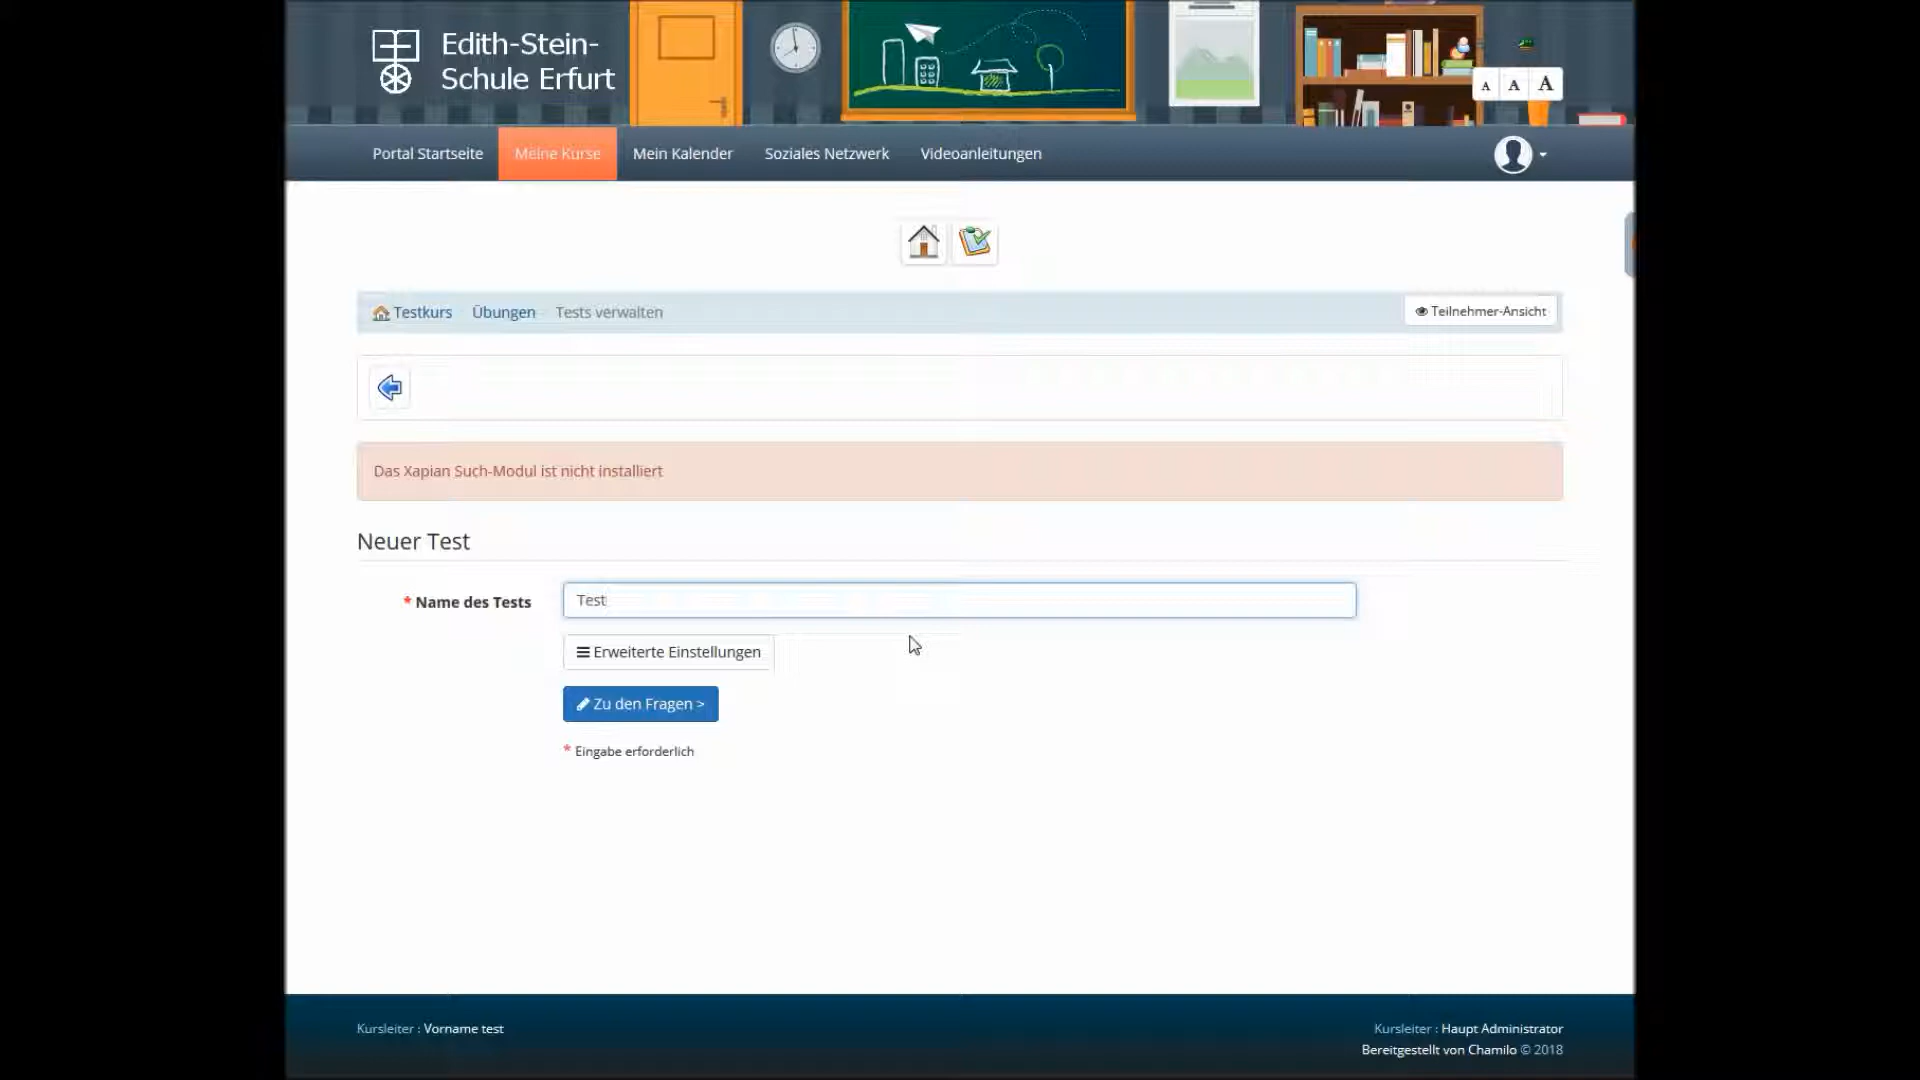 Edith-Stein-
Schule Erfurt
A A A
Portal Startseite Meine Kurse Mein Kalender Soziales Netzwerk Videoanleitungen
Testkurs Übungen Tests verwalten Teilnehmer-Ansicht
Das Xapian Such-Modul ist nicht installiert
Neuer Test
* Name des Tests Test
Erweiterte Einstellungen
Zu den Fragen >
* Eingabe erforderlich
Kursleiter : Vorname test Kursleiter : Haupt Administrator
Bereitgestellt von Chamilo © 2018